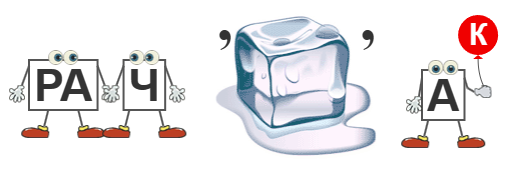 РА Ч , , А К